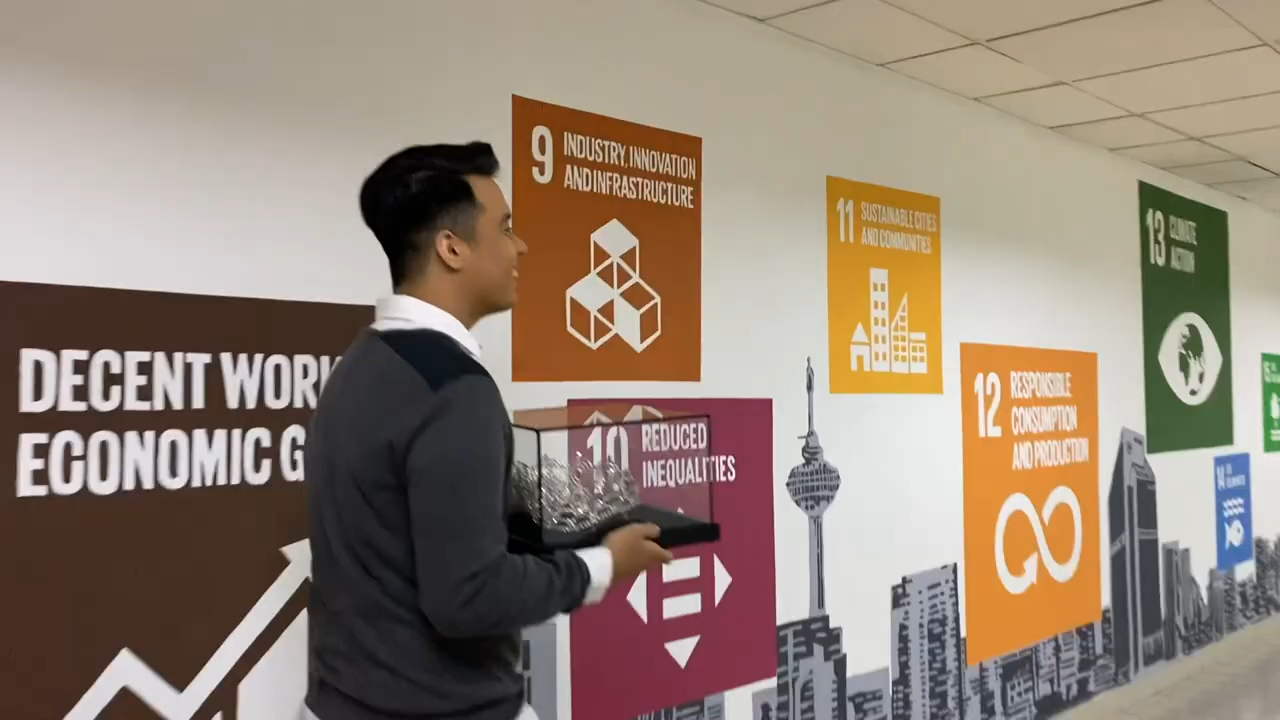 DECENT WORK
ECONOMIC G
9
INDUSTRY, INNOVATION
AND INFRASTRUCTURE
10
REDUCED
INEQUALITIES
11
SUSTAINABLE CITIES
AND COMMUNITIES
12
RESPONSIBLE
CONSUMPTION
AND PRODUCTION
13
CLIMATE
ACTION
14